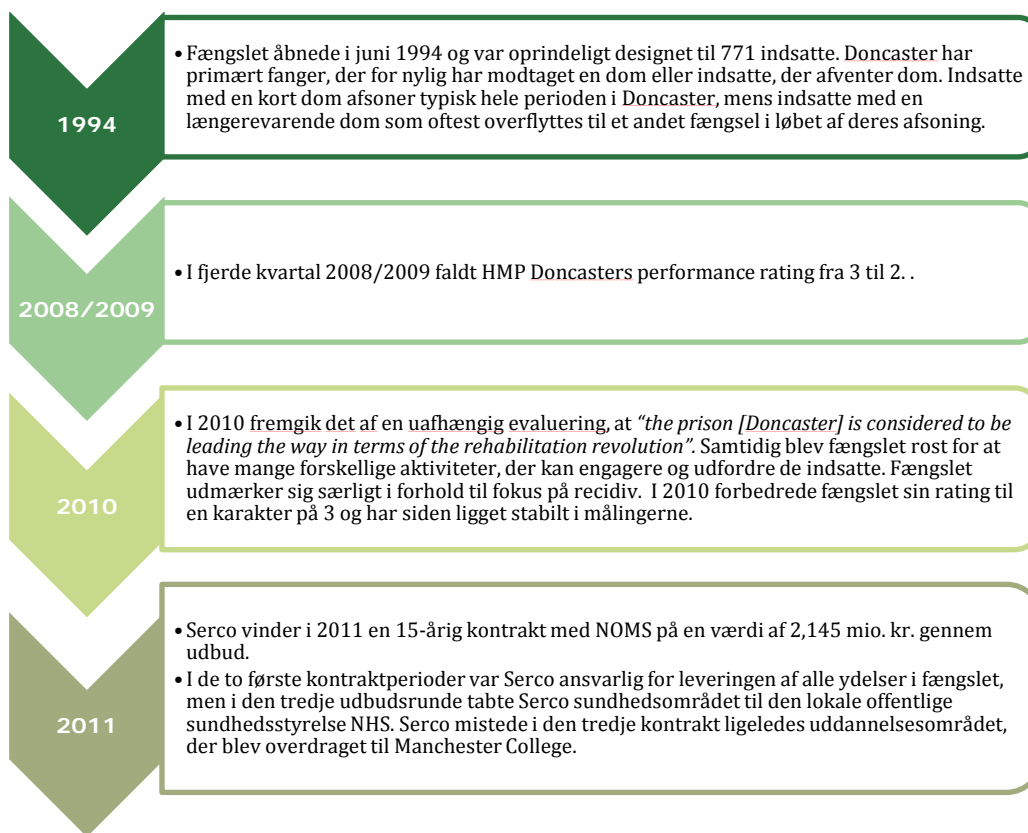 1994
• Fængslet åbnede i juni 1994 og var oprindeligt designet til 771 indsatte. Doncaster har
primært fanger, der for nylig har modtaget en dom eller indsatte, der afventer dom. Indsatte
med en kort dom afsoner typisk hele perioden i Doncaster, mens indsatte med en
længerevarende dom som oftest overflyttes til et andet fængsel i løbet af deres afsoning.
2008/2009
• I fjerde kvartal 2008/2009 faldt HMP Doncasters performance rating fra 3 til 2. .
2010
• I 2010 fremgik det af en uafhængig evaluering, at “the prison [Doncaster] is considered to be
leading the way in terms of the rehabilitation revolution”. Samtidig blev fængslet rost for at
have mange forskellige aktiviteter, der kan engagere og udfordre de indsatte. Fængslet
udmærker sig særligt i forhold til fokus på recidiv.  I 2010 forbedrede fængslet sin rating til
en karakter på 3 og har siden ligget stabilt i målingerne.
2011
• Serco vinder i 2011 en 15-årig kontrakt med NOMS på en værdi af 2,145 mio. kr. gennem
udbud.
• I de to første kontraktperioder var Serco ansvarlig for leveringen af alle ydelser i fængslet,
men i den tredje udbudsrunde tabte Serco sundhedsområdet til den lokale offentlige
sundhedsstyrelse NHS. Serco mistede i den tredje kontrakt ligeledes uddannelsesområdet,
der blev overdraget til Manchester College.